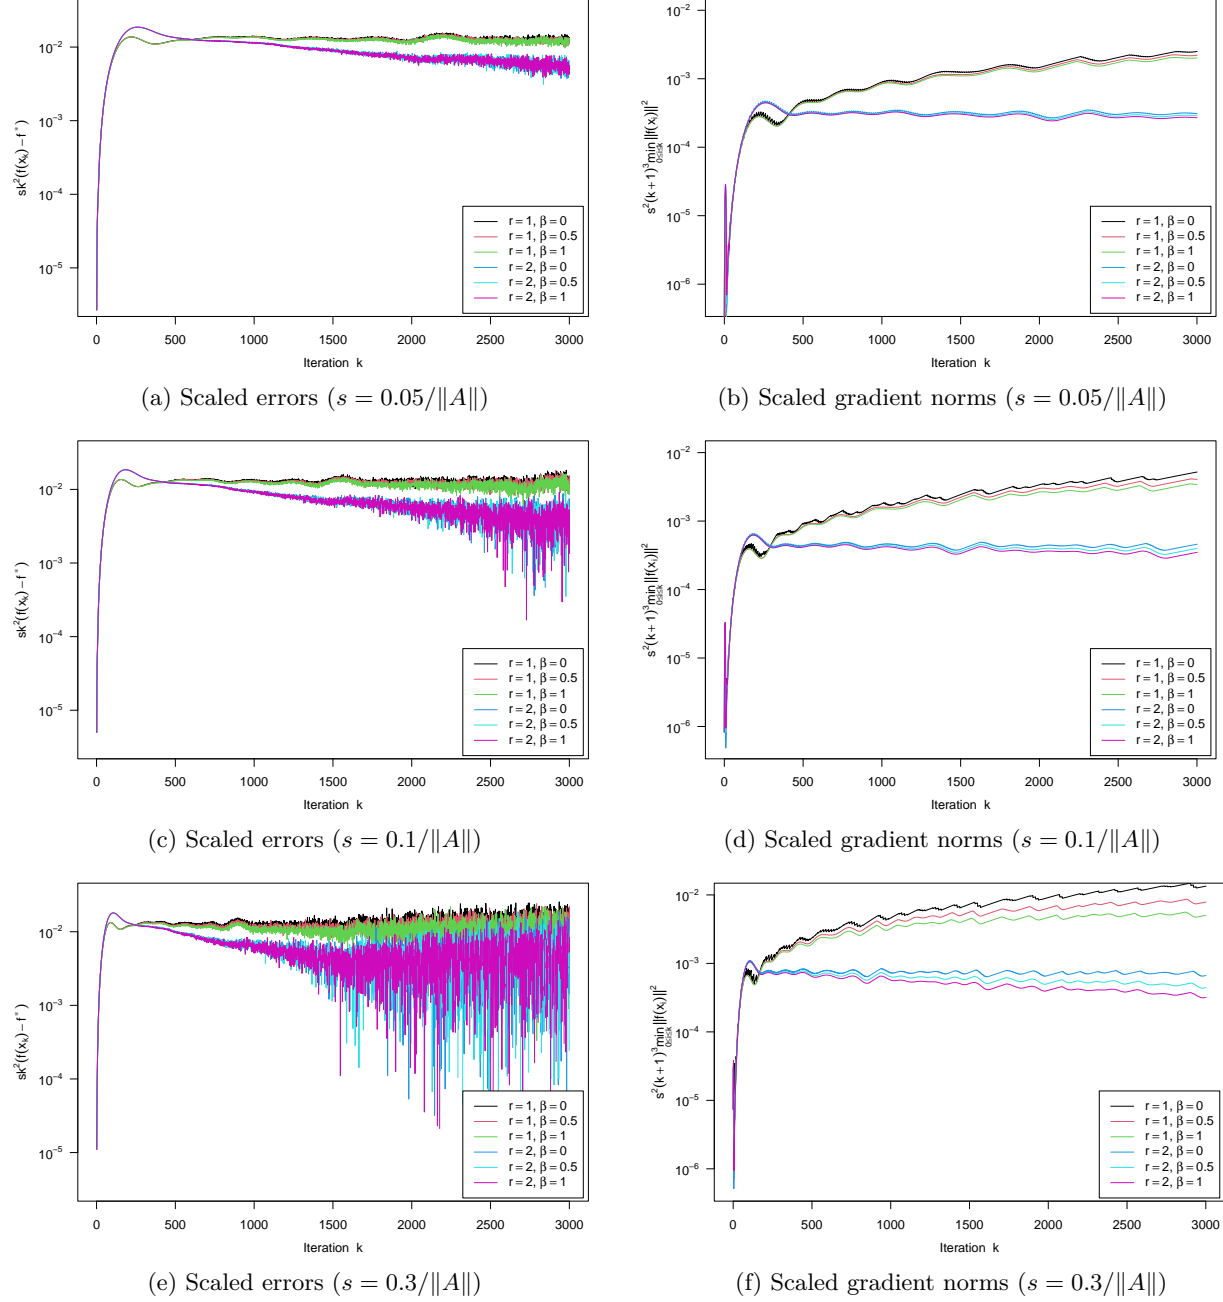 sk²(f(x_k) − f*)
10⁻²
10⁻³
10⁻⁴
10⁻⁵
r = 1, β = 0
r = 1, β = 0.5
r = 1, β = 1
r = 2, β = 0
r = 2, β = 0.5
r = 2, β = 1
0 500 1000 1500 2000 2500 3000
Iteration k
(a) Scaled errors (s = 0.05/‖A‖)
s²(k + 1)³ min_{0≤i≤k} ‖f(x_i)‖²
10⁻²
10⁻³
10⁻⁴
10⁻⁵
10⁻⁶
r = 1, β = 0
r = 1, β = 0.5
r = 1, β = 1
r = 2, β = 0
r = 2, β = 0.5
r = 2, β = 1
0 500 1000 1500 2000 2500 3000
Iteration k
(b) Scaled gradient norms (s = 0.05/‖A‖)
sk²(f(x_k) − f*)
10⁻²
10⁻³
10⁻⁴
10⁻⁵
r = 1, β = 0
r = 1, β = 0.5
r = 1, β = 1
r = 2, β = 0
r = 2, β = 0.5
r = 2, β = 1
0 500 1000 1500 2000 2500 3000
Iteration k
(c) Scaled errors (s = 0.1/‖A‖)
s²(k + 1)³ min_{0≤i≤k} ‖f(x_i)‖²
10⁻²
10⁻³
10⁻⁴
10⁻⁵
10⁻⁶
r = 1, β = 0
r = 1, β = 0.5
r = 1, β = 1
r = 2, β = 0
r = 2, β = 0.5
r = 2, β = 1
0 500 1000 1500 2000 2500 3000
Iteration k
(d) Scaled gradient norms (s = 0.1/‖A‖)
sk²(f(x_k) − f*)
10⁻²
10⁻³
10⁻⁴
10⁻⁵
r = 1, β = 0
r = 1, β = 0.5
r = 1, β = 1
r = 2, β = 0
r = 2, β = 0.5
r = 2, β = 1
0 500 1000 1500 2000 2500 3000
Iteration k
(e) Scaled errors (s = 0.3/‖A‖)
s²(k + 1)³ min_{0≤i≤k} ‖f(x_i)‖²
10⁻²
10⁻³
10⁻⁴
10⁻⁵
10⁻⁶
r = 1, β = 0
r = 1, β = 0.5
r = 1, β = 1
r = 2, β = 0
r = 2, β = 0.5
r = 2, β = 1
0 500 1000 1500 2000 2500 3000
Iteration k
(f) Scaled gradient norms (s = 0.3/‖A‖)